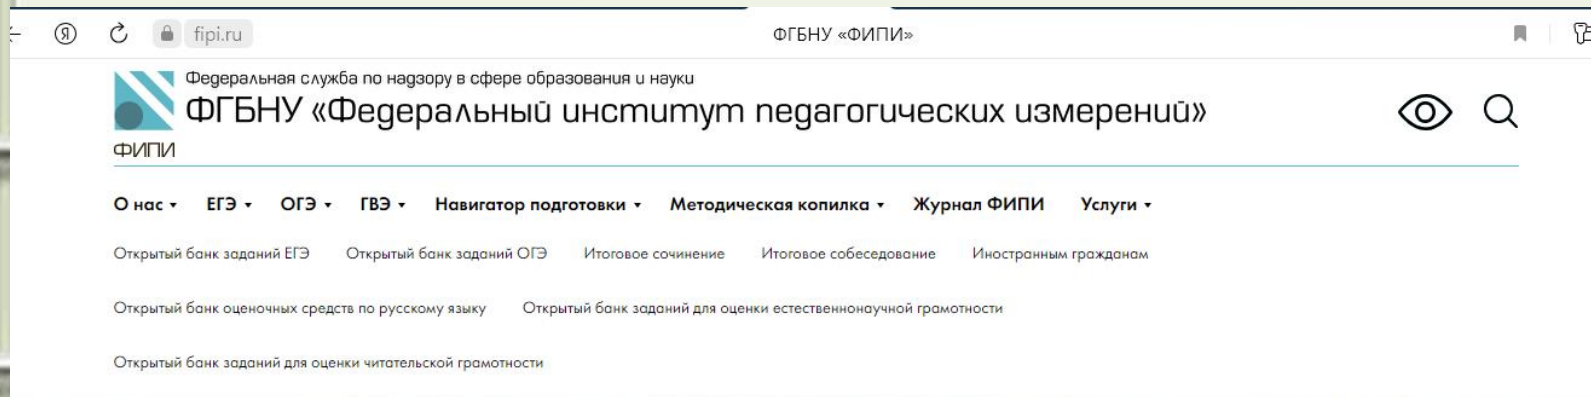 fipi.ru ФГБНУ «ФИПИ»
Федеральная служба по надзору в сфере образования и науки
ФГБНУ «Федеральный институт педагогических измерений»
ФИПИ
О нас ЕГЭ ОГЭ ГВЭ Навигатор подготовки Методическая копилка Журнал ФИПИ Услуги
Открытый банк заданий ЕГЭ Открытый банк заданий ОГЭ Итоговое сочинение Итоговое собеседование Иностранным гражданам
Открытый банк оценочных средств по русскому языку Открытый банк заданий для оценки естественнонаучной грамотности
Открытый банк заданий для оценки читательской грамотности